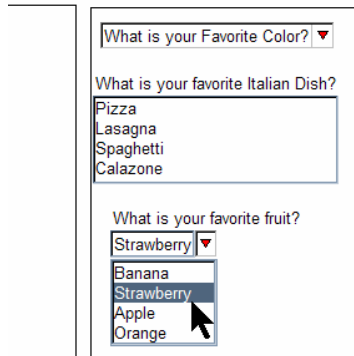 What is your Favorite Color?
What is your favorite Italian Dish?
Pizza
Lasagna
Spaghetti
Calazone
What is your favorite fruit?
Strawberry
Banana
Strawberry
Apple
Orange